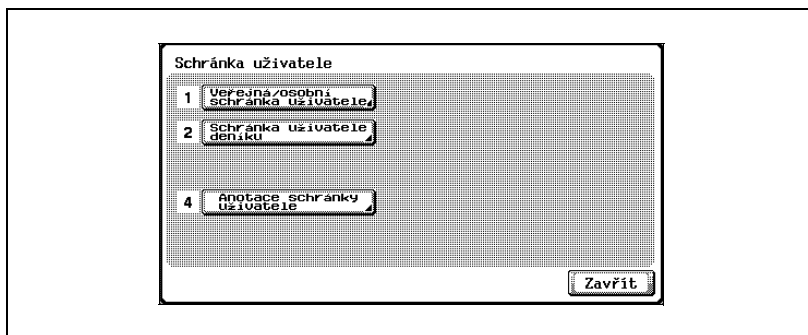 Schránka uživatele
1 Veřejná/osobní
schránka uživatele
2 Schránka uživatele
deníku
4 Anotace schránky
uživatele
Zavřít